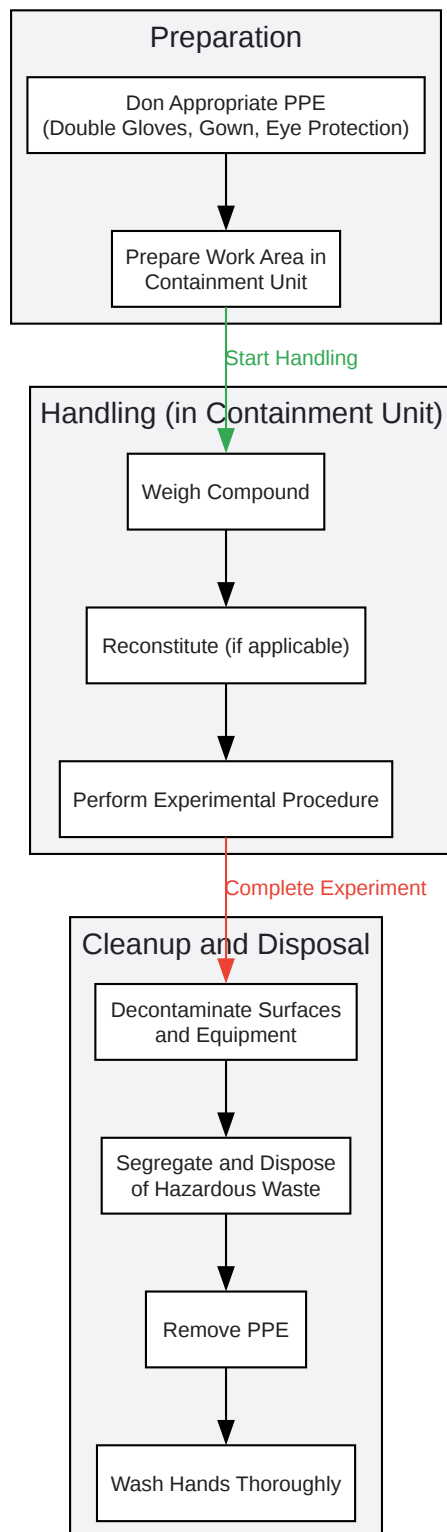 Preparation
Don Appropriate PPE
(Double Gloves, Gown, Eye Protection)
Prepare Work Area in
Containment Unit
Start Handling
Handling (in Containment Unit)
Weigh Compound
Reconstitute (if applicable)
Perform Experimental Procedure
Complete Experiment
Cleanup and Disposal
Decontaminate Surfaces
and Equipment
Segregate and Dispose
of Hazardous Waste
Remove PPE
Wash Hands Thoroughly